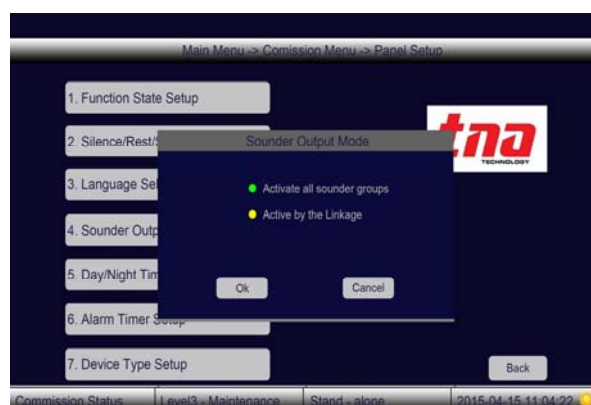 Main Menu -> Comission Menu -> Panel Setup
1. Function State Setup
2. Silence/Rest/
Sounder Output Mode
tna
TECHNOLOGY
3. Language Sel
Activate all sounder groups
Active by the Linkage
4. Sounder Outp
5. Day/Night Tim
Ok Cancel
6. Alarm Timer Setup
7. Device Type Setup
Back
Commission Status Level3 - Maintenance Stand - alone 2015-04-15 11:04:22